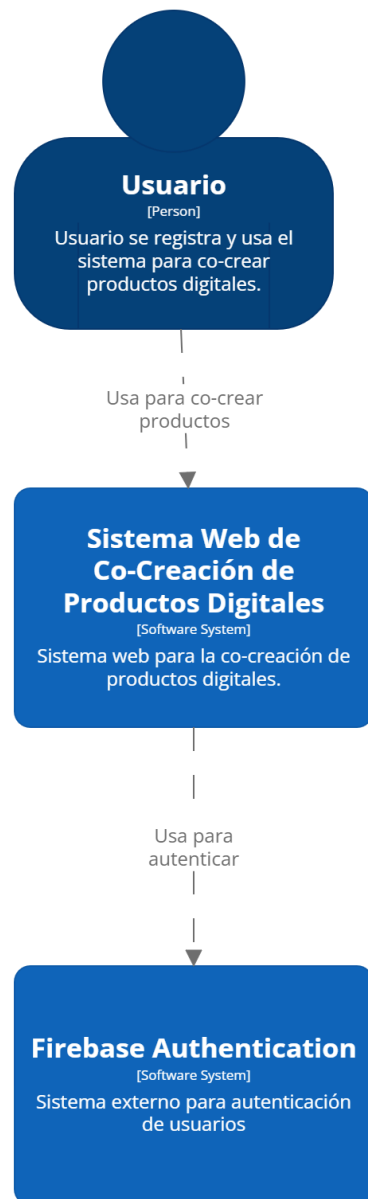 Usuario
[Person]
Usuario se registra y usa el
sistema para co-crear
productos digitales.
Usa para co-crear
productos
Sistema Web de
Co-Creación de
Productos Digitales
[Software System]
Sistema web para la co-creación de
productos digitales.
Usa para
autenticar
Firebase Authentication
[Software System]
Sistema externo para autenticación
de usuarios